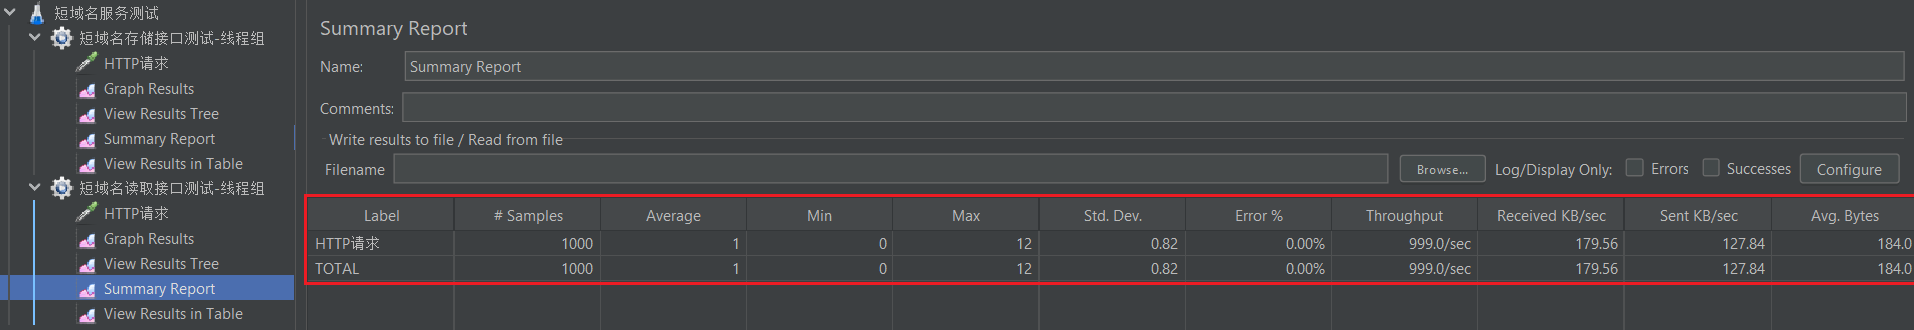 短域名服务测试
短域名存储接口测试-线程组
HTTP请求
Graph Results
View Results Tree
Summary Report
View Results in Table
短域名读取接口测试-线程组
HTTP请求
Graph Results
View Results Tree
Summary Report
View Results in Table
Summary Report
Name: Summary Report
Comments:
Write results to file / Read from file
Filename Browse... Log/Display Only: Errors Successes Configure
Label # Samples Average Min Max Std. Dev. Error % Throughput Received KB/sec Sent KB/sec Avg. Bytes
HTTP请求 1000 1 0 12 0.82 0.00% 999.0/sec 179.56 127.84 184.0
TOTAL 1000 1 0 12 0.82 0.00% 999.0/sec 179.56 127.84 184.0